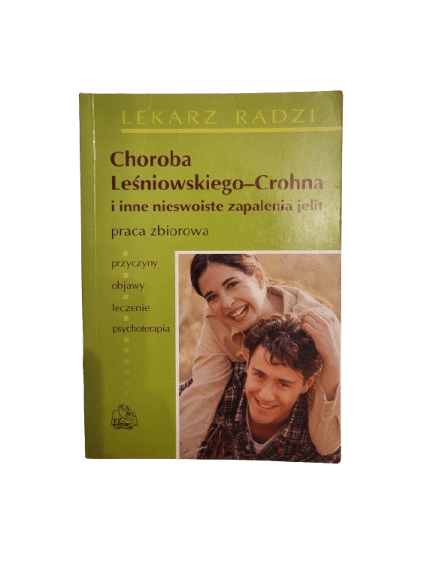 LEKARZ RADZI
Choroba
Leśniowskiego–Crohna
i inne nieswoiste zapalenia jelit
praca zbiorowa
przyczyny
objawy
leczenie
psychoterapia